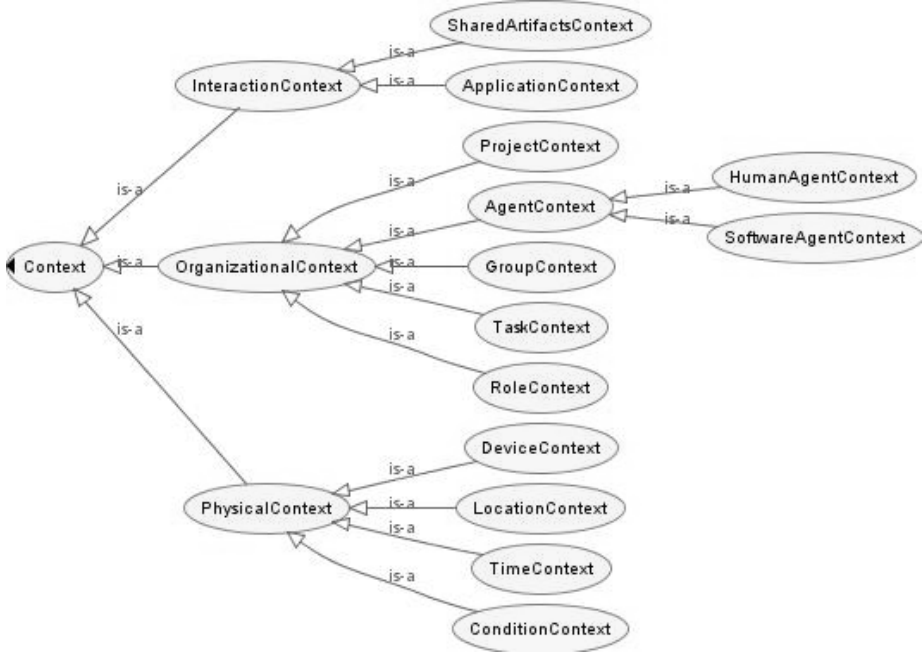 SharedArtifactsContext
is-a
InteractionContext
is-a
ApplicationContext
ProjectContext
is-a
is-a
HumanAgentContext
is-a
AgentContext
is-a
is-a
SoftwareAgentContext
Context
is-a
OrganizationalContext
is-a
GroupContext
is-a
TaskContext
is-a
is-a
RoleContext
DeviceContext
is-a
PhysicalContext
is-a
LocationContext
is-a
TimeContext
is-a
ConditionContext